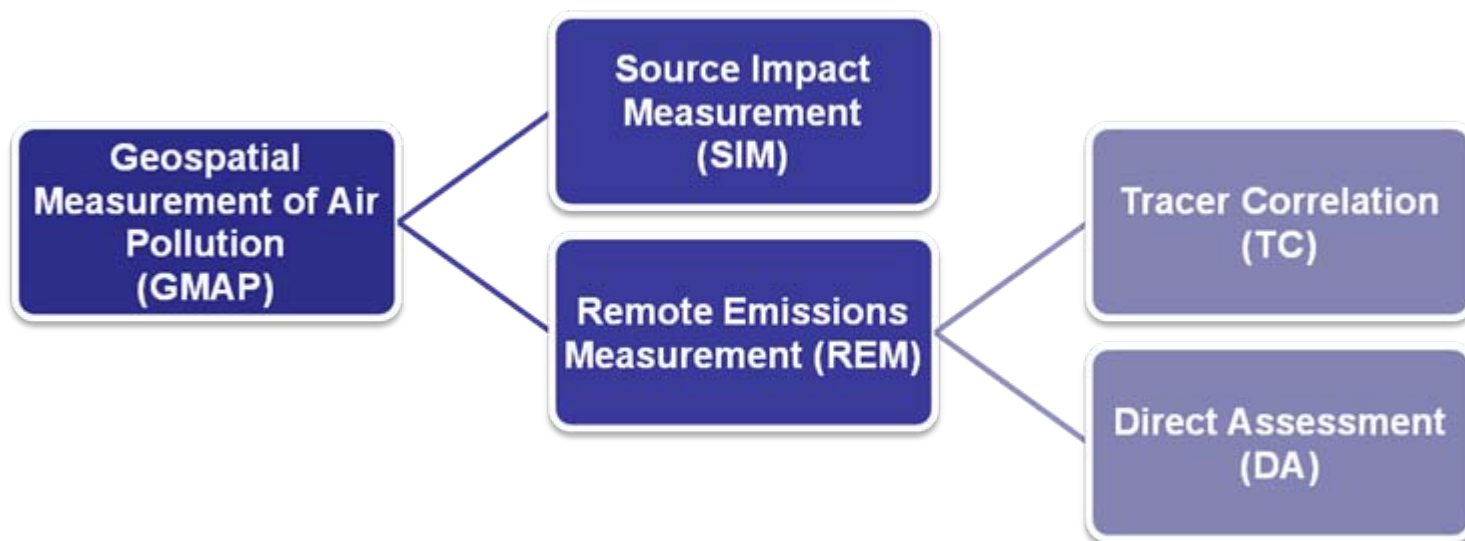 Geospatial
Measurement of Air
Pollution
(GMAP)
Source Impact
Measurement
(SIM)
Remote Emissions
Measurement (REM)
Tracer Correlation
(TC)
Direct Assessment
(DA)